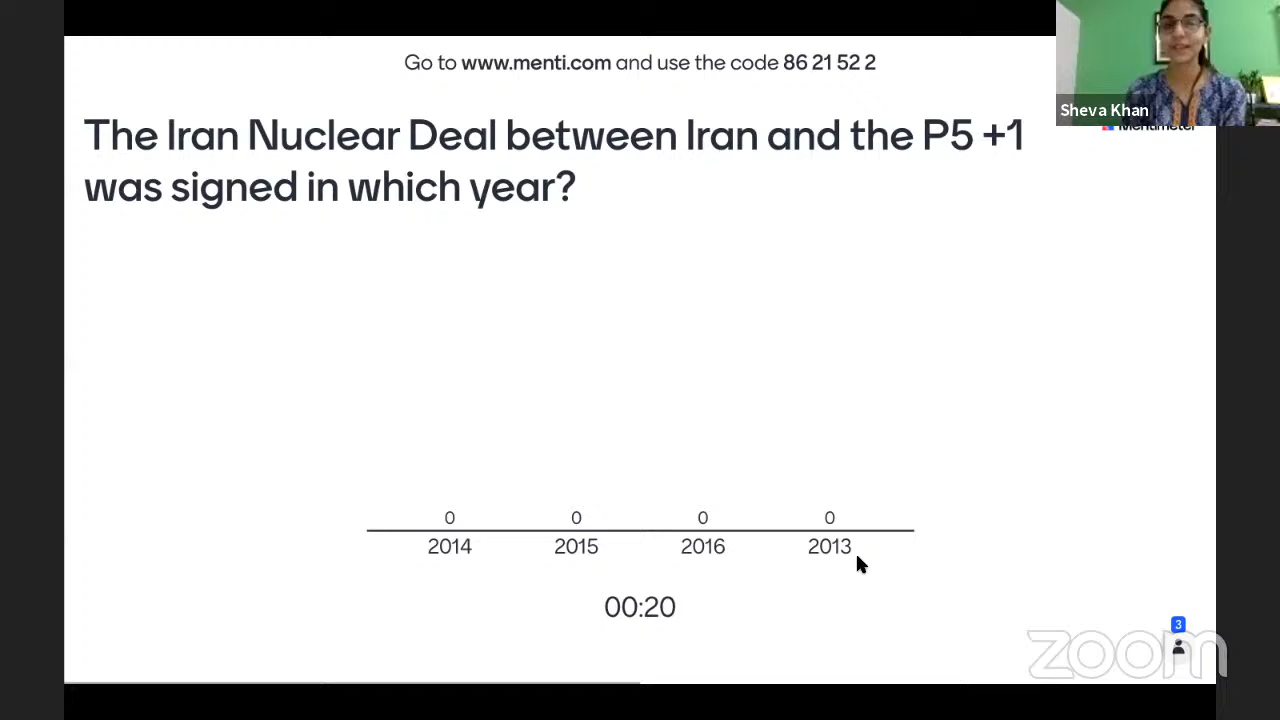 Go to www.menti.com and use the code 86 21 52 2
Sheva Khan
Mentimeter
The Iran Nuclear Deal between Iran and the P5 +1
was signed in which year?
0 0 0 0
2014 2015 2016 2013
00:20
3
zoom